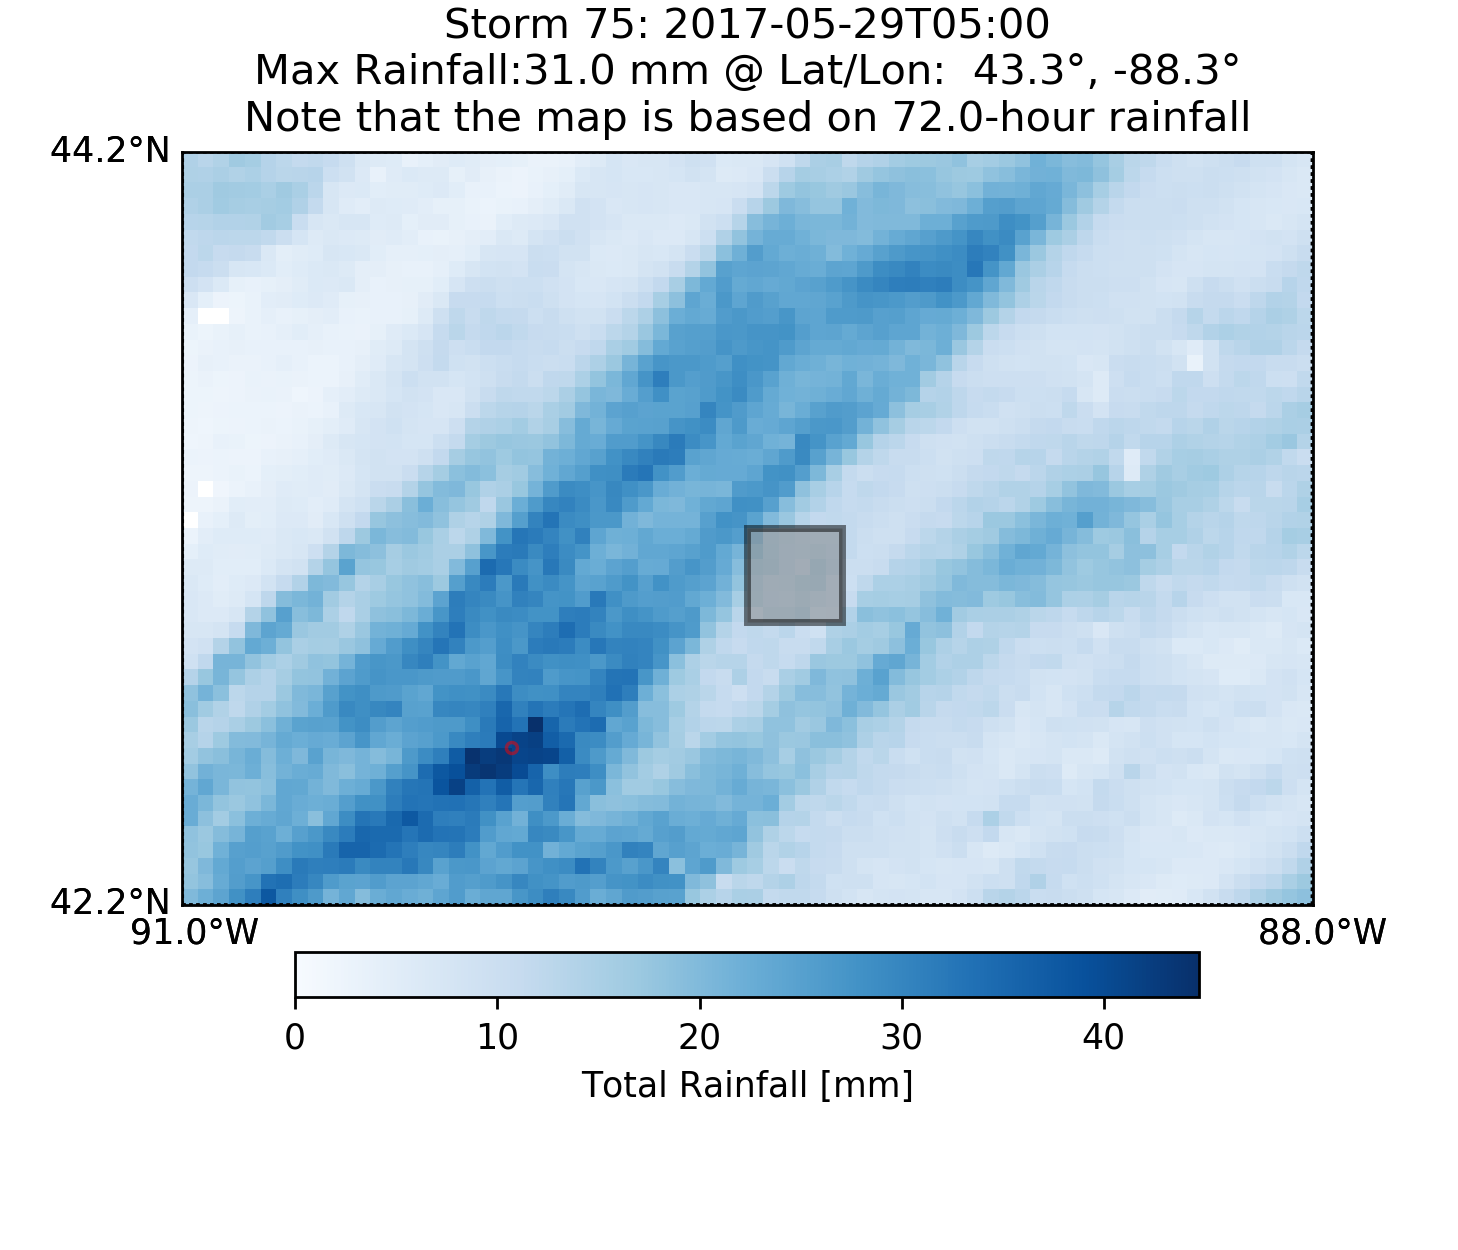 Storm 75: 2017-05-29T05:00
Max Rainfall:31.0 mm @ Lat/Lon:  43.3°, -88.3°
Note that the map is based on 72.0-hour rainfall
44.2°N
42.2°N
91.0°W 88.0°W
0 10 20 30 40
Total Rainfall [mm]